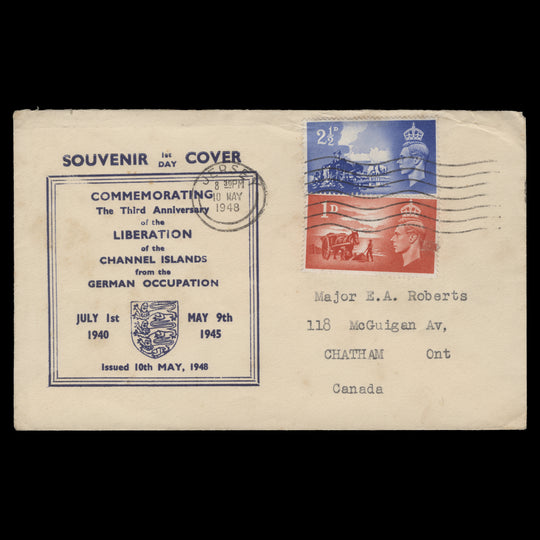 SOUVENIR 1st DAY COVER
COMMEMORATING
The Third Anniversary
of the
LIBERATION
of the
CHANNEL ISLANDS
from the
GERMAN OCCUPATION
JULY 1st MAY 9th
1940 1945
Issued 10th MAY, 1948
JERSEY
8 30PM
10 MAY
1948
2½D
1D
Major E.A. Roberts
118 McGuigan Av,
CHATHAM Ont
Canada